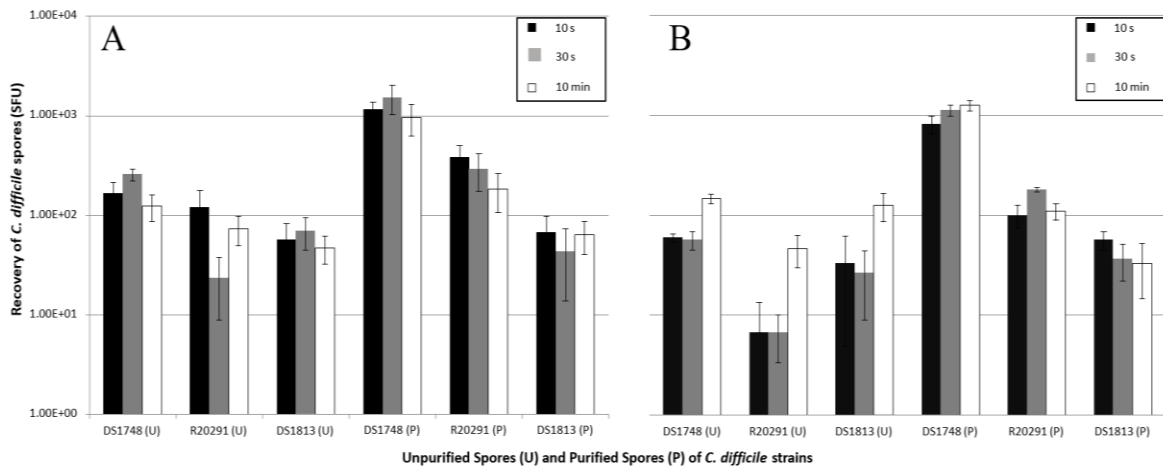 A
10 s
30 s
10 min
B
10 s
30 s
10 min
Recovery of C. difficile spores (SFU)
1.00E+04
1.00E+03
1.00E+02
1.00E+01
1.00E+00
DS1748 (U) R20291 (U) DS1813 (U) DS1748 (P) R20291 (P) DS1813 (P)
DS1748 (U) R20291 (U) DS1813 (U) DS1748 (P) R20291 (P) DS1813 (P)
Unpurified Spores (U) and Purified Spores (P) of C. difficile strains